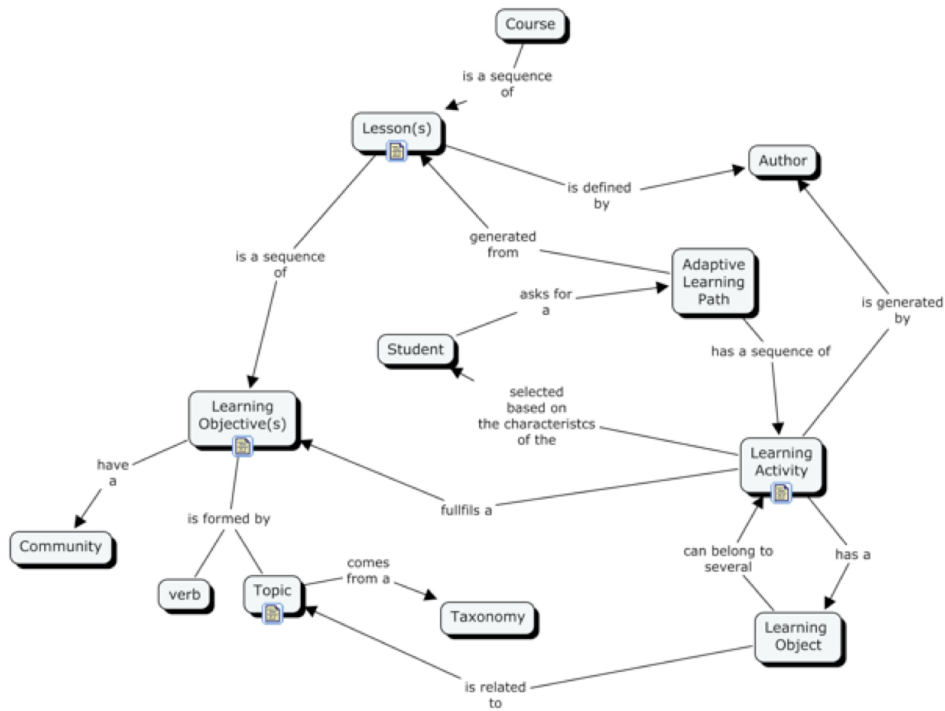 Course
is a sequence
of
Lesson(s)
Author
is defined
by
generated
from
is a sequence
of
Adaptive
Learning
Path
asks for
a
is generated
by
Student
has a sequence of
selected
based on
the characteristcs
of the
Learning
Objective(s)
Learning
Activity
have
a
fullfils a
is formed by
Community
can belong to
several
has a
comes
from a
verb
Topic
Taxonomy
Learning
Object
is related
to